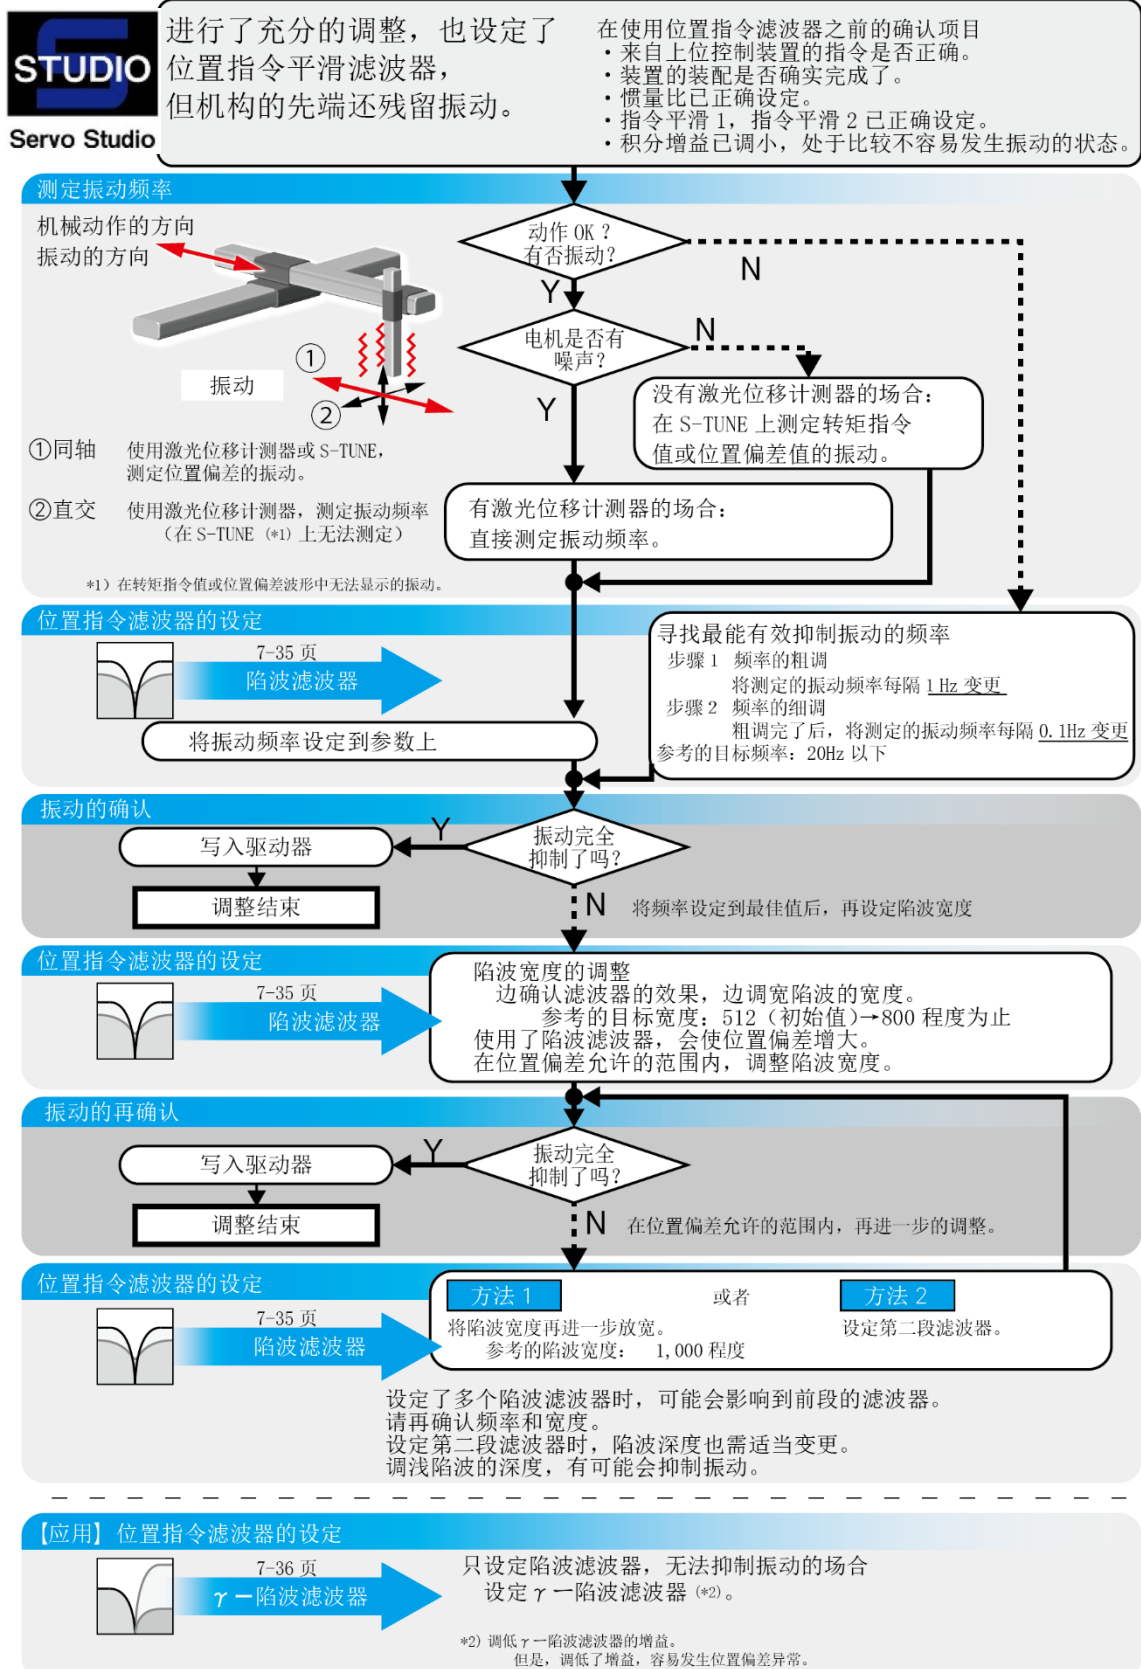 STUDIO
Servo Studio
进行了充分的调整，也设定了
位置指令平滑滤波器，
但机构的先端还残留振动。
在使用位置指令滤波器之前的确认项目
・来自上位控制装置的指令是否正确。
・装置的装配是否确实完成了。
・惯量比已正确设定。
・指令平滑 1，指令平滑 2 已正确设定。
・积分增益已调小，处于比较不容易发生振动的状态。
测定振动频率
机械动作的方向
振动的方向
振动
①
②
①同轴 使用激光位移计测器或 S-TUNE，
测定位置偏差的振动。
②直交 使用激光位移计测器，测定振动频率
（在 S-TUNE (*1) 上无法测定）
*1）在转矩指令值或位置偏差波形中无法显示的振动。
动作 OK？
有否振动？
N
Y
电机是否有
噪声？
N
Y
没有激光位移计测器的场合：
在 S-TUNE 上测定转矩指令
值或位置偏差值的振动。
有激光位移计测器的场合：
直接测定振动频率。
位置指令滤波器的设定
7-35 页
陷波滤波器
将振动频率设定到参数上
寻找最能有效抑制振动的频率
步骤 1 频率的粗调
将测定的振动频率每隔 1 Hz 变更
步骤 2 频率的细调
粗调完了后，将测定的振动频率每隔 0.1Hz 变更
参考的目标频率：20Hz 以下
振动的确认
写入驱动器
Y
振动完全
抑制了吗？
调整结束
N
将频率设定到最佳值后，再设定陷波宽度
位置指令滤波器的设定
7-35 页
陷波滤波器
陷波宽度的调整
边确认滤波器的效果，边调宽陷波的宽度。
参考的目标宽度：512（初始值）→800 程度为止
使用了陷波滤波器，会使位置偏差增大。
在位置偏差允许的范围内，调整陷波宽度。
振动的再确认
写入驱动器
Y
振动完全
抑制了吗？
调整结束
N
在位置偏差允许的范围内，再进一步的调整。
位置指令滤波器的设定
7-35 页
陷波滤波器
方法 1 或者 方法 2
将陷波宽度再进一步放宽。 设定第二段滤波器。
参考的陷波宽度： 1,000 程度
设定了多个陷波滤波器时，可能会影响到前段的滤波器。
请再确认频率和宽度。
设定第二段滤波器时，陷波深度也需适当变更。
调浅陷波的深度，有可能会抑制振动。
【应用】位置指令滤波器的设定
7-36 页
γー陷波滤波器
只设定陷波滤波器，无法抑制振动的场合
设定 γー陷波滤波器 (*2)。
*2) 调低 γー陷波滤波器的增益。
但是，调低了增益，容易发生位置偏差异常。